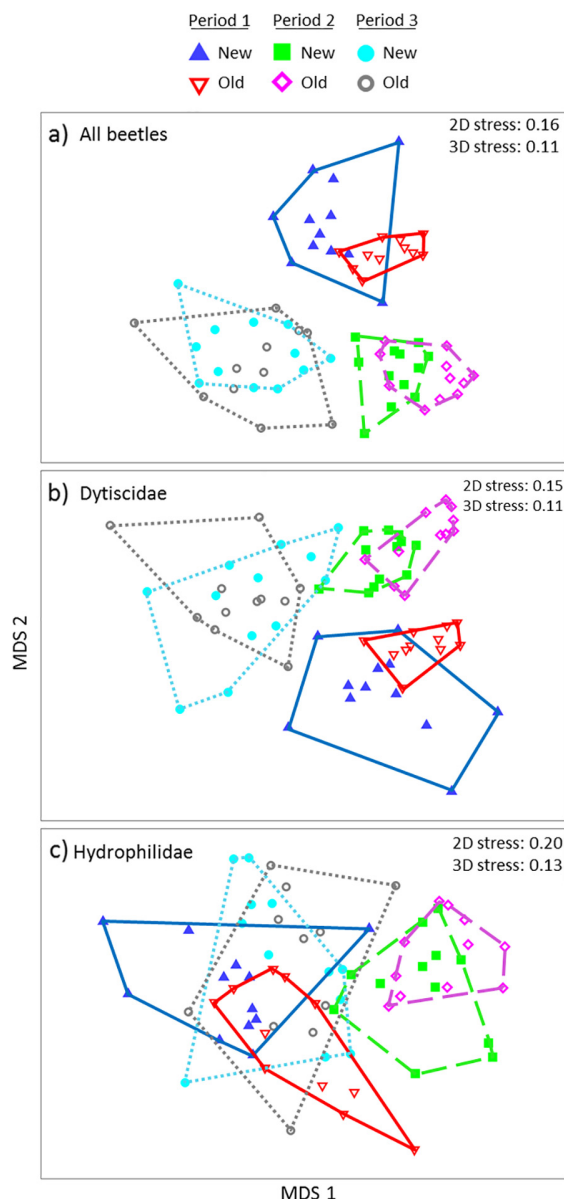 Period 1 Period 2 Period 3
New New New
Old Old Old
a) All beetles
2D stress: 0.16
3D stress: 0.11
b) Dytiscidae
2D stress: 0.15
3D stress: 0.11
MDS 2
c) Hydrophilidae
2D stress: 0.20
3D stress: 0.13
MDS 1